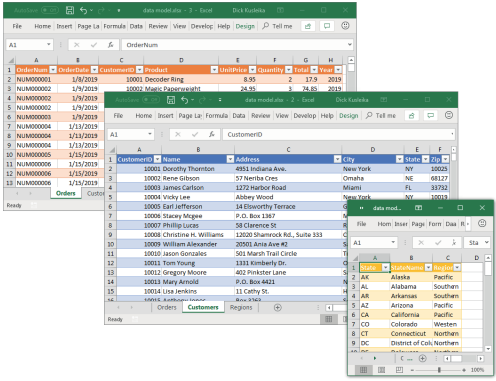 data model.xlsx - 3 - Excel Dick Kusleika
File Home Insert Page La Formula Data Review View Develop Help Design Tell me
A1 OrderNum
A B C D E F G H
1 OrderNum OrderDate CustomerID Product UnitPrice Quantity Total Year
2 NUM000001 1/8/2019 10001 Decoder Ring 8.95 2 17.9 2019
3 NUM000002 1/9/2019 10002 Magic Paperweight 24.95 3 74.85 2019
4 NUM000002 1/9/2019
5 NUM000002 1/9/2019
6 NUM000002 1/9/2019
7 NUM000003 1/13/2019
8 NUM000004 1/13/2019
9 NUM000004 1/13/2019
10 NUM000005 1/15/2019
11 NUM000006 1/15/2019
12 NUM000006 1/15/2019
13 NUM000006 1/15/2019
Orders Custor
Ready
AutoSave data model.xlsx - 2 - Excel Dick Kusleika
File Home Insert Page La Formula Data Review View Develop Help Design Tell me
A1 CustomerID
A B C D E F
1 CustomerID Name Address City State Zip
2 10001 Dorothy Thornton 4951 Indiana Ave. New York NY 10025
3 10002 Rene Gibson 57 Neriba Cres Omaha NE 68127
4 10003 James Carlson 1272 Harbor Road Miami FL 33732
5 10004 Vicky Lee Abbey Wood New York NY 10019
6 10005 Earl Jefferson 14 Elsworthy Terrace
7 10006 Stacey Mcgee P.O. Box 1367
8 10007 Phillip Lucas 58 Clarence St
9 10008 Christina H. Williams 12020 Shamrock Rd., Suite 333
10 10009 William Alexander 20501 Ania Ave #2
11 10010 Jason Gonzales 501 Marsh Trail Circle
12 10011 Tom Young 1331 Kimberly Dr.
13 10012 Gregory Moore 402 Pinkster Lane
14 10013 Mary Arnold P.O. Box 4421
15 10014 Lisa Jenkins 11 Cathy St.
16 10015 Anthony Jones Box 3263
Orders Customers Regions
Ready
data mod...
File Hom Insert Page Forn Daa R
A1 Sta
A B C D
1 State StateName Region
2 AK Alaska Pacific
3 AL Alabama Southern
4 AR Arkansas Southern
5 AZ Arizona Pacific
6 CA California Pacific
7 CO Colorado Westen
8 CT Connecticut Northern
9 DC District of Colu Northern
10 DE Delaware Northern
C ...
100%